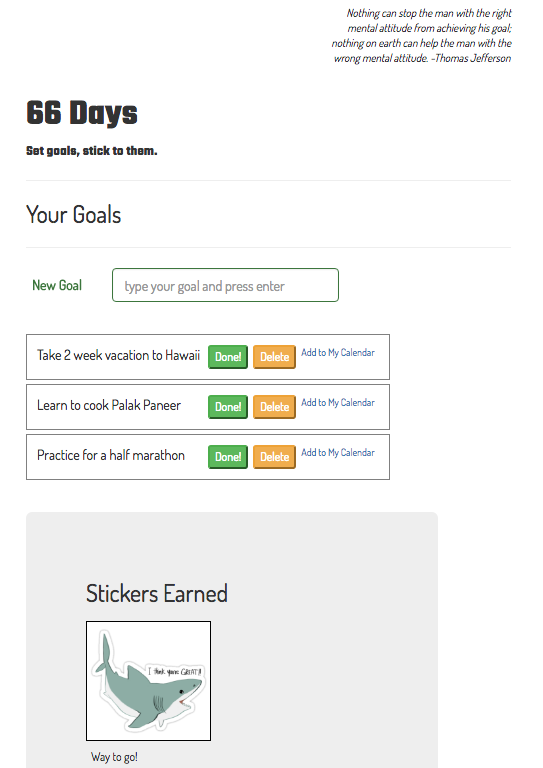 Nothing can stop the man with the right
mental attitude from achieving his goal;
nothing on earth can help the man with the
wrong mental attitude. -Thomas Jefferson
66 Days
Set goals, stick to them.
Your Goals
New Goal type your goal and press enter
Take 2 week vacation to Hawaii Done! Delete Add to My Calendar
Learn to cook Palak Paneer Done! Delete Add to My Calendar
Practice for a half marathon Done! Delete Add to My Calendar
Stickers Earned
I think you're GREAT!!
Way to go!